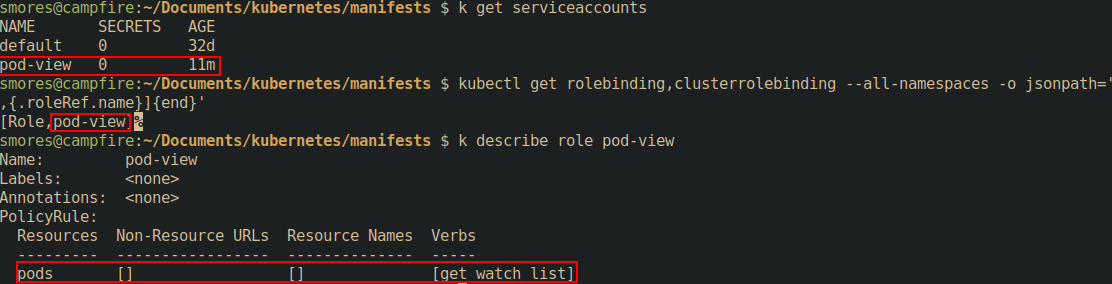 smores@campfire:~/Documents/kubernetes/manifests $ k get serviceaccounts
NAME       SECRETS   AGE
default    0         32d
pod-view   0         11m
smores@campfire:~/Documents/kubernetes/manifests $ kubectl get rolebinding,clusterrolebinding --all-namespaces -o jsonpath='
,{.roleRef.name}]{end}'
[Role,pod-view]%
smores@campfire:~/Documents/kubernetes/manifests $ k describe role pod-view
Name:         pod-view
Labels:       <none>
Annotations:  <none>
PolicyRule:
  Resources  Non-Resource URLs  Resource Names  Verbs
  ---------  -----------------  --------------  -----
  pods       []                 []              [get watch list]